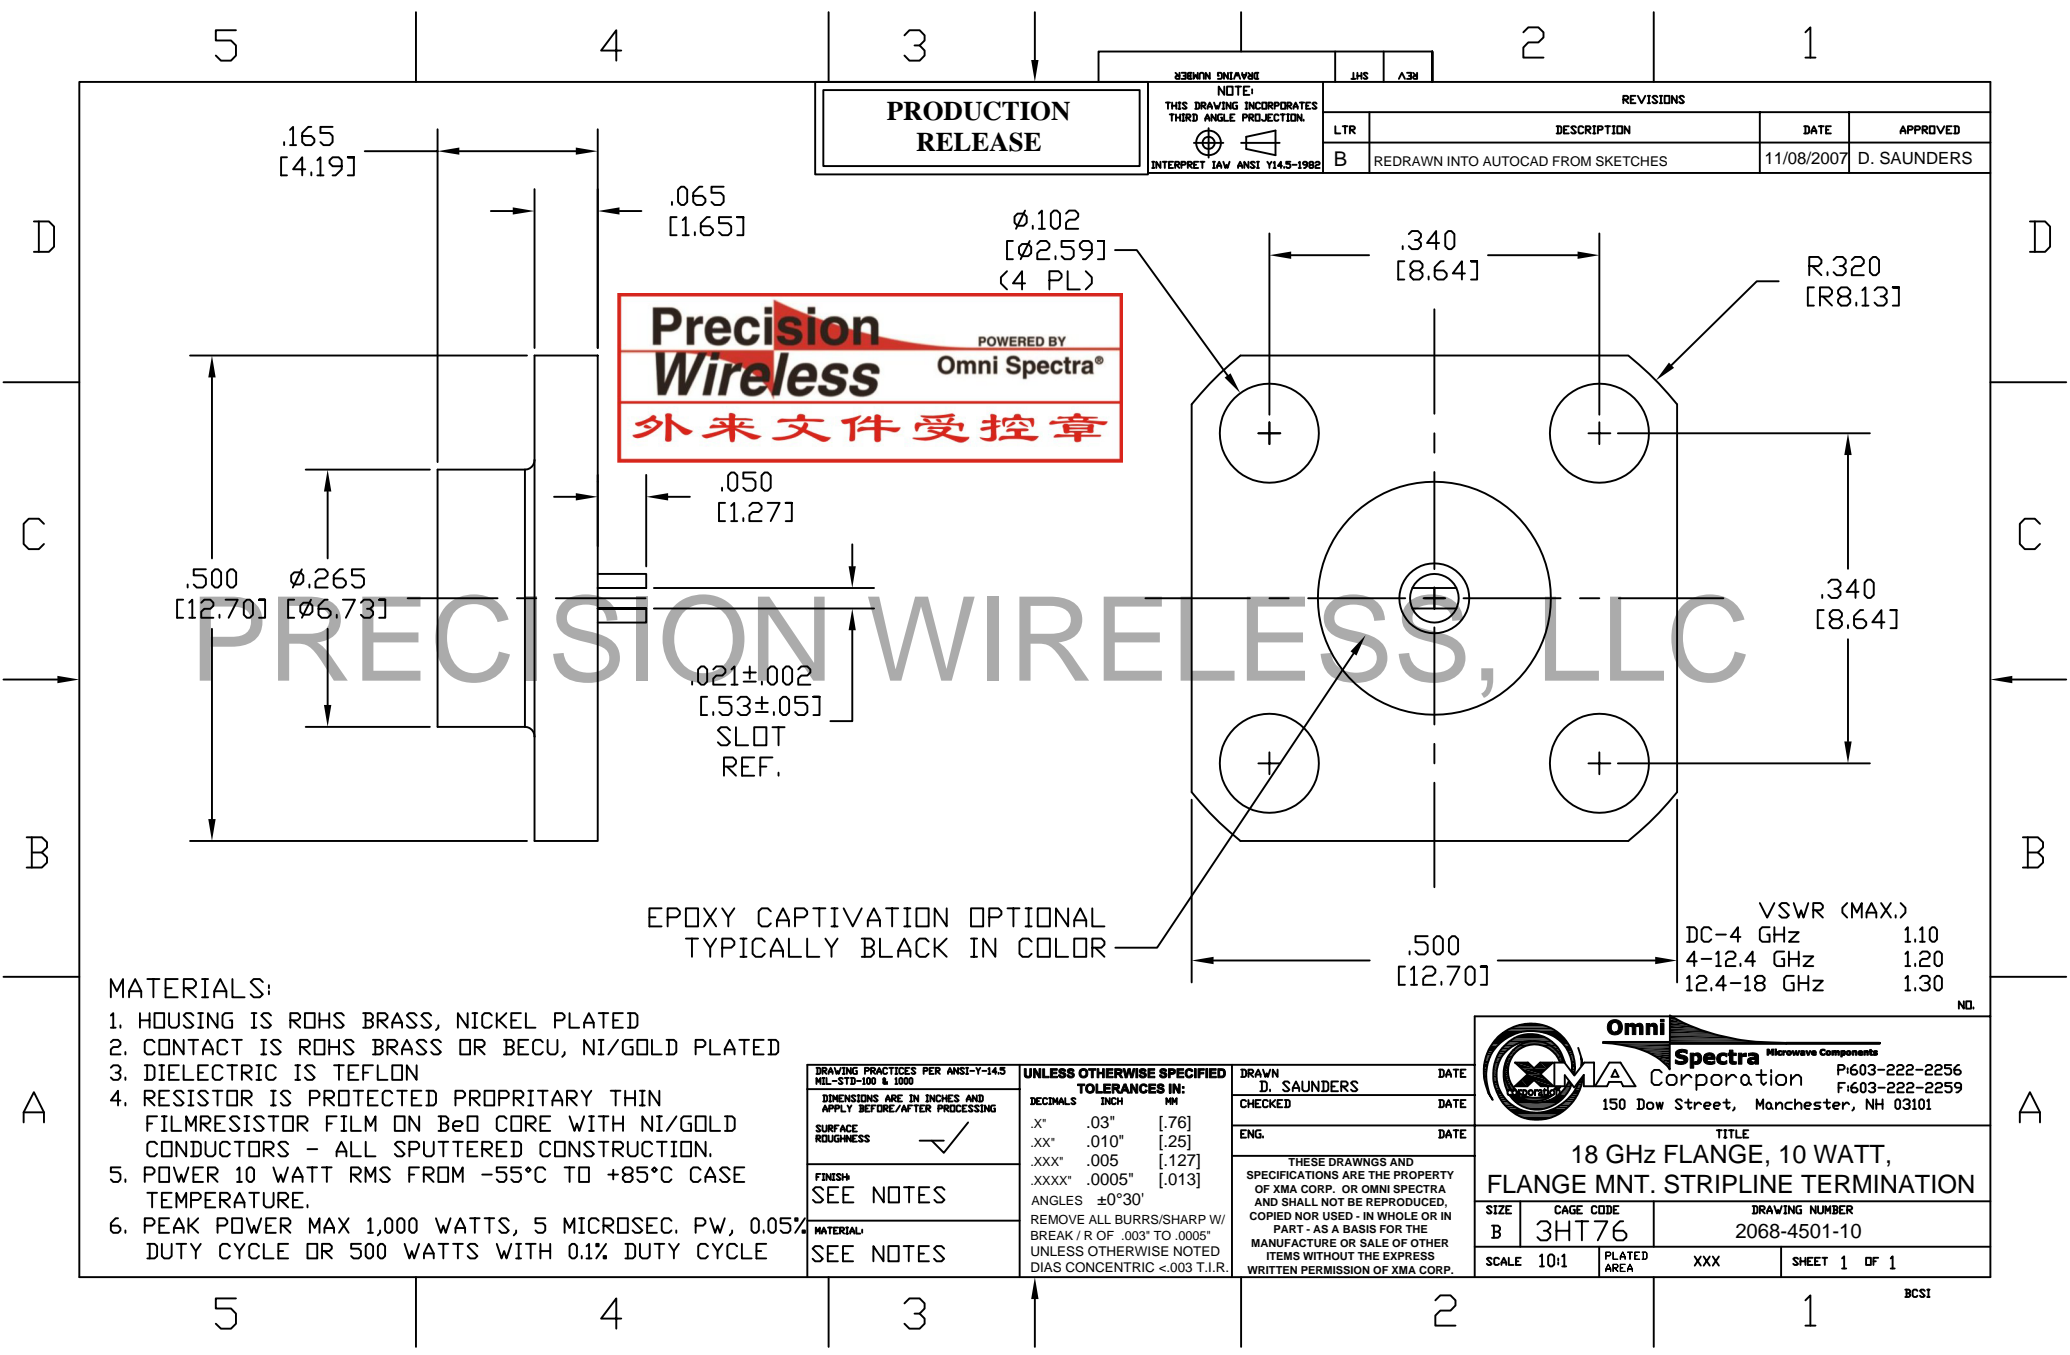 5 4 3 2 1
DRAWING NUMBER SHT REV
PRODUCTION
RELEASE
NOTE:
THIS DRAWING INCORPORATES
THIRD ANGLE PROJECTION.
INTERPRET IAW ANSI Y14.5-1982
REVISIONS
LTR DESCRIPTION DATE APPROVED
B REDRAWN INTO AUTOCAD FROM SKETCHES 11/08/2007 D. SAUNDERS
D
D
.165
[4.19]
.065
[1.65]
Ø.102
[Ø2.59]
(4 PL)
.340
[8.64]
R.320
[R8.13]
Precision
Wireless
POWERED BY
Omni Spectra®
外来文件受控章
C
C
.050
[1.27]
.500
[12.70]
Ø.265
[Ø6.73]
.340
[8.64]
PRECISION WIRELESS, LLC
.021±.002
[.53±.05]
SLOT
REF.
B
B
EPOXY CAPTIVATION OPTIONAL
TYPICALLY BLACK IN COLOR
.500
[12.70]
VSWR (MAX.)
DC-4 GHz 1.10
4-12.4 GHz 1.20
12.4-18 GHz 1.30
NO.
A
A
MATERIALS:
1. HOUSING IS ROHS BRASS, NICKEL PLATED
2. CONTACT IS ROHS BRASS OR BECU, NI/GOLD PLATED
3. DIELECTRIC IS TEFLON
4. RESISTOR IS PROTECTED PROPRITARY THIN
FILMRESISTOR FILM ON BeO CORE WITH NI/GOLD
CONDUCTORS - ALL SPUTTERED CONSTRUCTION.
5. POWER 10 WATT RMS FROM -55°C TO +85°C CASE
TEMPERATURE.
6. PEAK POWER MAX 1,000 WATTS, 5 MICROSEC. PW, 0.05%
DUTY CYCLE OR 500 WATTS WITH 0.1% DUTY CYCLE
DRAWING PRACTICES PER ANSI-Y-14.5
MIL-STD-100 & 1000
DIMENSIONS ARE IN INCHES AND
APPLY BEFORE/AFTER PROCESSING
SURFACE
ROUGHNESS
FINISH:
SEE NOTES
MATERIAL:
SEE NOTES
UNLESS OTHERWISE SPECIFIED
TOLERANCES IN:
DECIMALS INCH MM
.X" .03" [.76]
.XX" .010" [.25]
.XXX" .005 [.127]
.XXXX" .0005" [.013]
ANGLES ±0°30'
REMOVE ALL BURRS/SHARP W/
BREAK / R OF .003" TO .0005"
UNLESS OTHERWISE NOTED
DIAS CONCENTRIC <.003 T.I.R.
DRAWN DATE
D. SAUNDERS
CHECKED DATE
ENG. DATE
THESE DRAWNGS AND
SPECIFICATIONS ARE THE PROPERTY
OF XMA CORP. OR OMNI SPECTRA
AND SHALL NOT BE REPRODUCED,
COPIED NOR USED - IN WHOLE OR IN
PART - AS A BASIS FOR THE
MANUFACTURE OR SALE OF OTHER
ITEMS WITHOUT THE EXPRESS
WRITTEN PERMISSION OF XMA CORP.
Omni
Spectra Microwave Components
XMA Corporation
corporation
P:603-222-2256
F:603-222-2259
150 Dow Street, Manchester, NH 03101
TITLE
18 GHz FLANGE, 10 WATT,
FLANGE MNT. STRIPLINE TERMINATION
SIZE CAGE CODE DRAWING NUMBER
B 3HT76 2068-4501-10
SCALE 10:1 PLATED AREA XXX SHEET 1 OF 1
BCSI
5 4 3 2 1